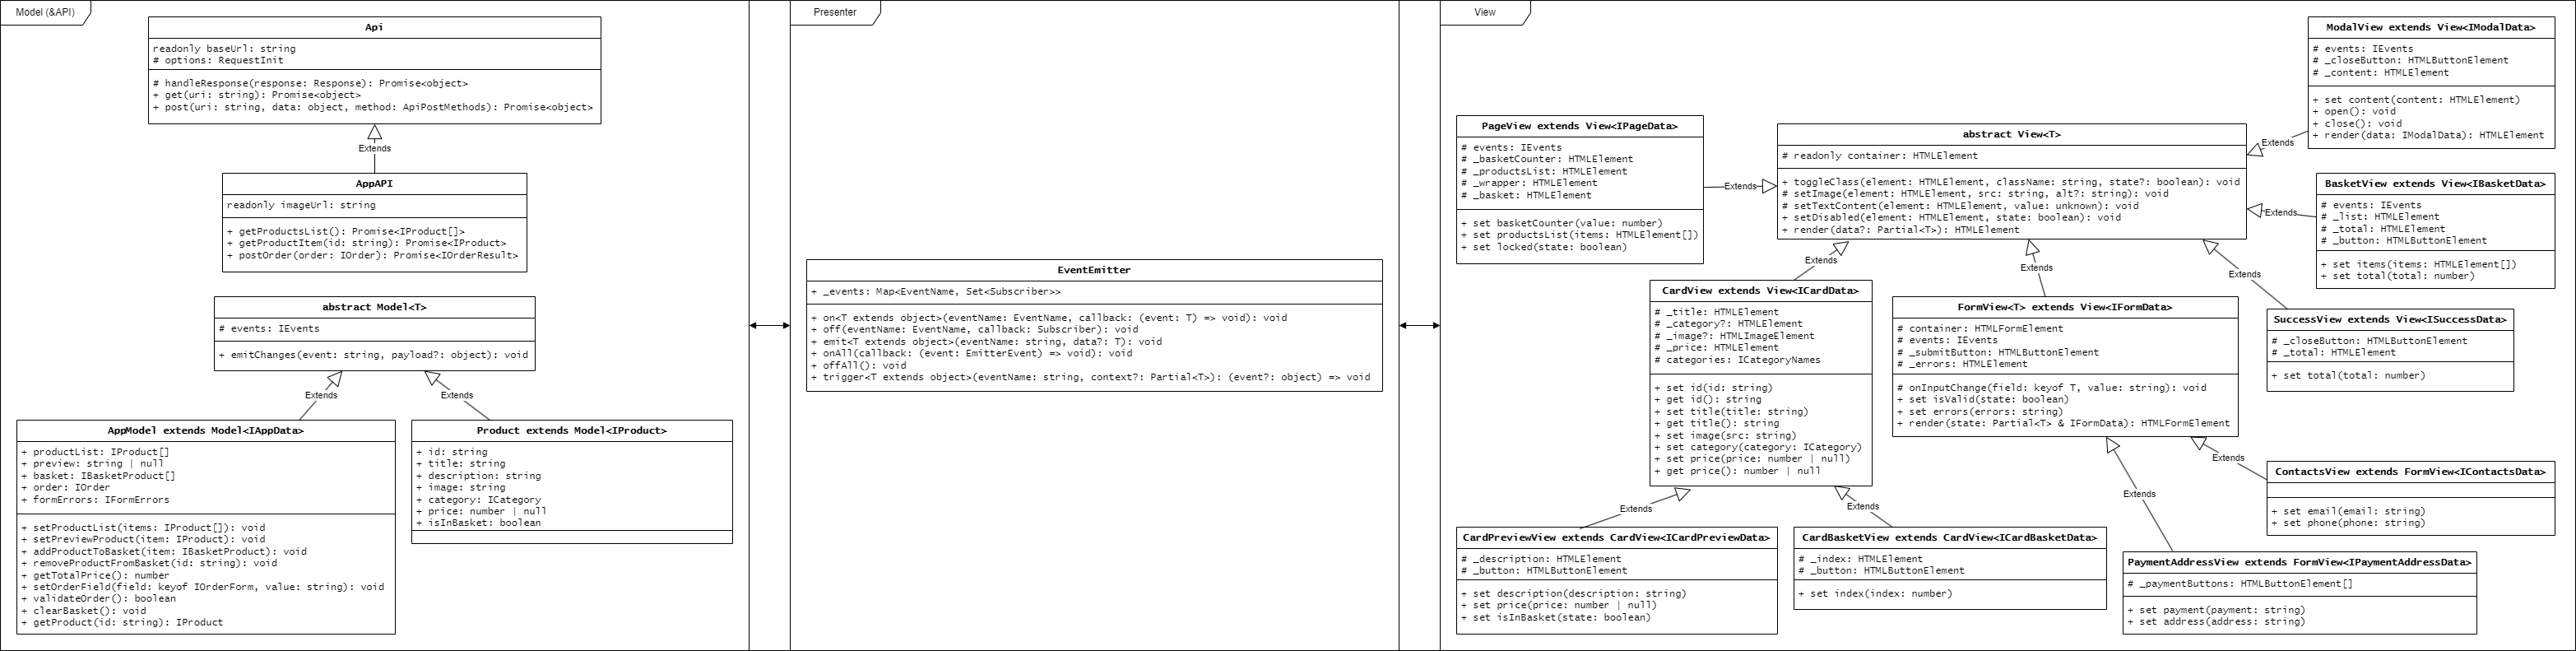 Model (&API)
Api
readonly baseUrl: string
# options: RequestInit
# handleResponse(response: Response): Promise<object>
+ get(uri: string): Promise<object>
+ post(uri: string, data: object, method: ApiPostMethods): Promise<object>
Extends
AppAPI
readonly imageUrl: string
+ getProductsList(): Promise<IProduct[]>
+ getProductItem(id: string): Promise<IProduct>
+ postOrder(order: IOrder): Promise<IOrderResult>
abstract Model<T>
# events: IEvents
+ emitChanges(event: string, payload?: object): void
Extends
Extends
AppModel extends Model<IAppData>
+ productList: IProduct[]
+ preview: string | null
+ basket: IBasketProduct[]
+ order: IOrder
+ formErrors: IFormErrors
+ setProductList(items: IProduct[]): void
+ setPreviewProduct(item: IProduct): void
+ addProductToBasket(item: IBasketProduct): void
+ removeProductFromBasket(id: string): void
+ getTotalPrice(): number
+ setOrderField(field: keyof IOrderForm, value: string): void
+ validateOrder(): boolean
+ clearBasket(): void
+ getProduct(id: string): IProduct
Product extends Model<IProduct>
+ id: string
+ title: string
+ description: string
+ image: string
+ category: ICategory
+ price: number | null
+ isInBasket: boolean
Presenter
EventEmitter
+ _events: Map<EventName, Set<Subscriber>>
+ on<T extends object>(eventName: EventName, callback: (event: T) => void): void
+ off(eventName: EventName, callback: Subscriber): void
+ emit<T extends object>(eventName: string, data?: T): void
+ onAll(callback: (event: EmitterEvent) => void): void
+ offAll(): void
+ trigger<T extends object>(eventName: string, context?: Partial<T>): (event?: object) => void
View
PageView extends View<IPageData>
# events: IEvents
# _basketCounter: HTMLElement
# _productsList: HTMLElement
# _wrapper: HTMLElement
# _basket: HTMLElement
+ set basketCounter(value: number)
+ set productsList(items: HTMLElement[])
+ set locked(state: boolean)
Extends
abstract View<T>
# readonly container: HTMLElement
+ toggleClass(element: HTMLElement, className: string, state?: boolean): void
# setImage(element: HTMLElement, src: string, alt?: string): void
# setTextContent(element: HTMLElement, value: unknown): void
+ setDisabled(element: HTMLElement, state: boolean): void
+ render(data?: Partial<T>): HTMLElement
ModalView extends View<IModalData>
# events: IEvents
# _closeButton: HTMLButtonElement
# _content: HTMLElement
+ set content(content: HTMLElement)
+ open(): void
+ close(): void
+ render(data: IModalData): HTMLElement
Extends
BasketView extends View<IBasketData>
# events: IEvents
# _list: HTMLElement
# _total: HTMLElement
# _button: HTMLButtonElement
+ set items(items: HTMLElement[])
+ set total(total: number)
Extends
Extends
Extends
Extends
CardView extends View<ICardData>
# _title: HTMLElement
# _category?: HTMLElement
# _image?: HTMLImageElement
# _price: HTMLElement
# categories: ICategoryNames
+ set id(id: string)
+ get id(): string
+ set title(title: string)
+ get title(): string
+ set image(src: string)
+ set category(category: ICategory)
+ set price(price: number | null)
+ get price(): number | null
FormView<T> extends View<IFormData>
# container: HTMLFormElement
# events: IEvents
# _submitButton: HTMLButtonElement
# _errors: HTMLElement
# onInputChange(field: keyof T, value: string): void
+ set isValid(state: boolean)
+ set errors(errors: string)
+ render(state: Partial<T> & IFormData): HTMLFormElement
SuccessView extends View<ISuccessData>
# _closeButton: HTMLButtonElement
# _total: HTMLElement
+ set total(total: number)
Extends
Extends
Extends
Extends
CardPreviewView extends CardView<ICardPreviewData>
# _description: HTMLElement
# _button: HTMLButtonElement
+ set description(description: string)
+ set price(price: number | null)
+ set isInBasket(state: boolean)
CardBasketView extends CardView<ICardBasketData>
# _index: HTMLElement
# _button: HTMLButtonElement
+ set index(index: number)
ContactsView extends FormView<IContactsData>
+ set email(email: string)
+ set phone(phone: string)
PaymentAddressView extends FormView<IPaymentAddressData>
# _paymentButtons: HTMLButtonElement[]
+ set payment(payment: string)
+ set address(address: string)